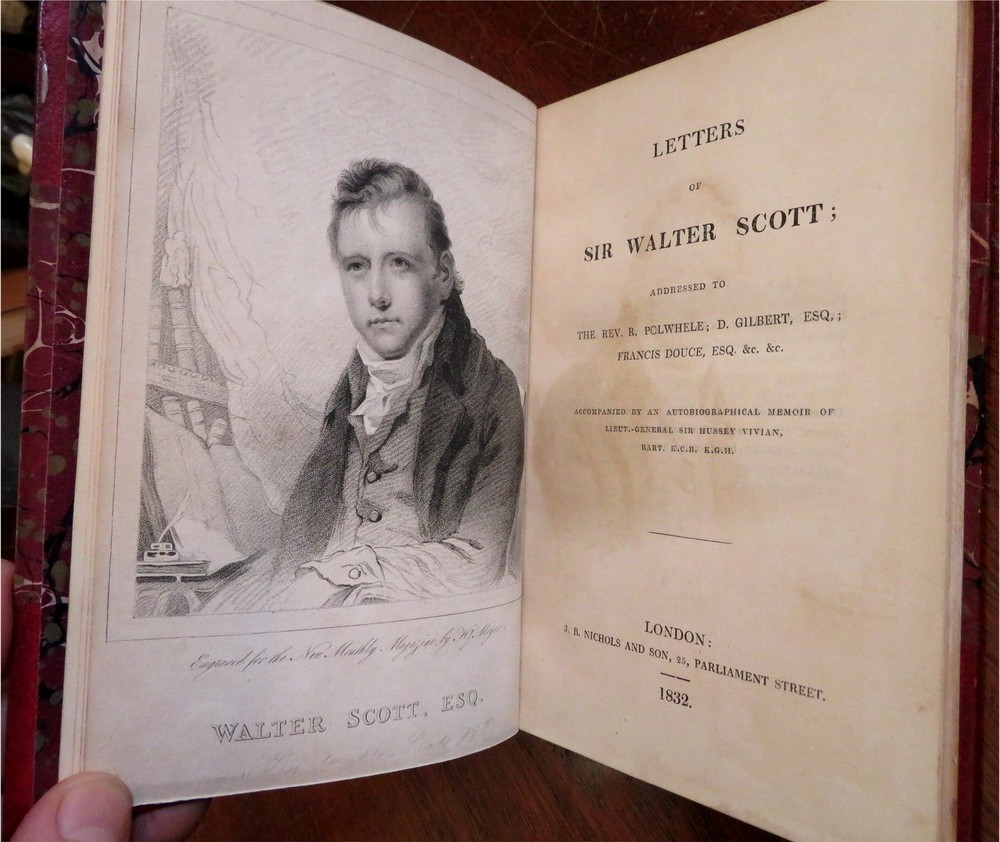 Engraved for the New Monthly Magazine, by H. Meyer
WALTER SCOTT, ESQ.
LETTERS
OF
SIR WALTER SCOTT;
ADDRESSED TO
THE REV. R. POLWHELE; D. GILBERT, ESQ.;
FRANCIS DOUCE, ESQ. &c. &c.
ACCOMPANIED BY AN AUTOBIOGRAPHICAL MEMOIR OF
LIEUT.-GENERAL SIR HUSSEY VIVIAN,
BART. K.C.B. K.G.H.
LONDON:
J. B. NICHOLS AND SON, 25, PARLIAMENT STREET.
1832.